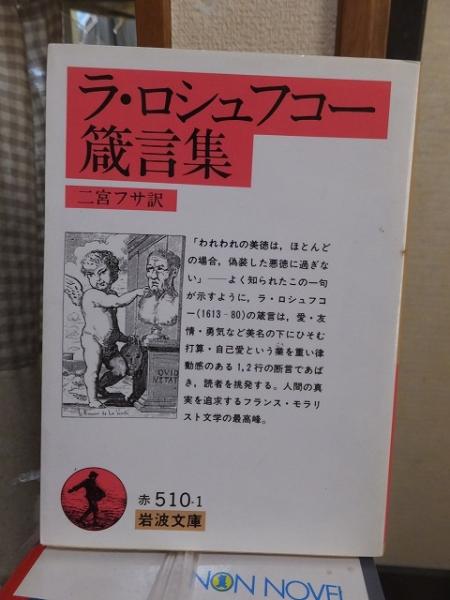 ラ・ロシュフコー
箴言集
二宮フサ訳
「われわれの美徳は，ほとんど
の場合，偽装した悪徳に過ぎな
い」——よく知られたこの一句
が示すように，ラ・ロシュフコ
ー(1613-80)の箴言は，愛・友
情・勇気など美名の下にひそむ
打算・自己愛という業を重い律
動感のある1,2行の断言であば
き，読者を挑発する。人間の真
実を追求するフランス・モラリ
スト文学の最高峰。
QUID
VETAT
赤 510-1
岩波文庫
NON NOVEL